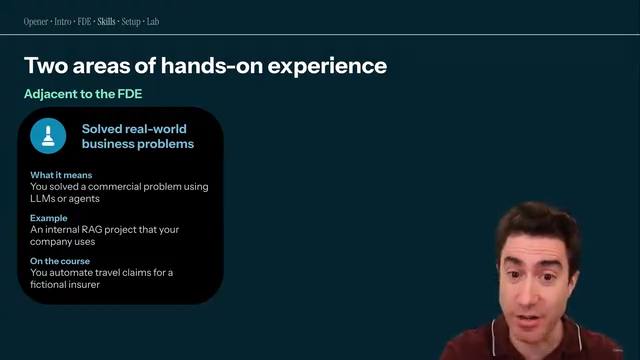 Opener • Intro • FDE • Skills • Setup • Lab
Two areas of hands-on experience
Adjacent to the FDE
Solved real-world
business problems
What it means
You solved a commercial problem using
LLMs or agents
Example
An internal RAG project that your
company uses
On the course
You automate travel claims for a
fictional insurer